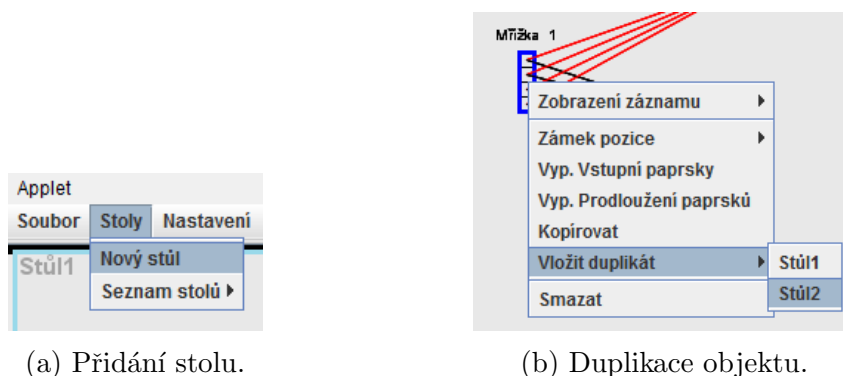 Applet
Soubor Stoly Nastavení
Stůl1
Nový stůl
Seznam stolů
(a) Přidání stolu.
Mřížka 1
Zobrazení záznamu
Zámek pozice
Vyp. Vstupní paprsky
Vyp. Prodloužení paprsků
Kopírovat
Vložit duplikát
Stůl1
Stůl2
Smazat
(b) Duplikace objektu.